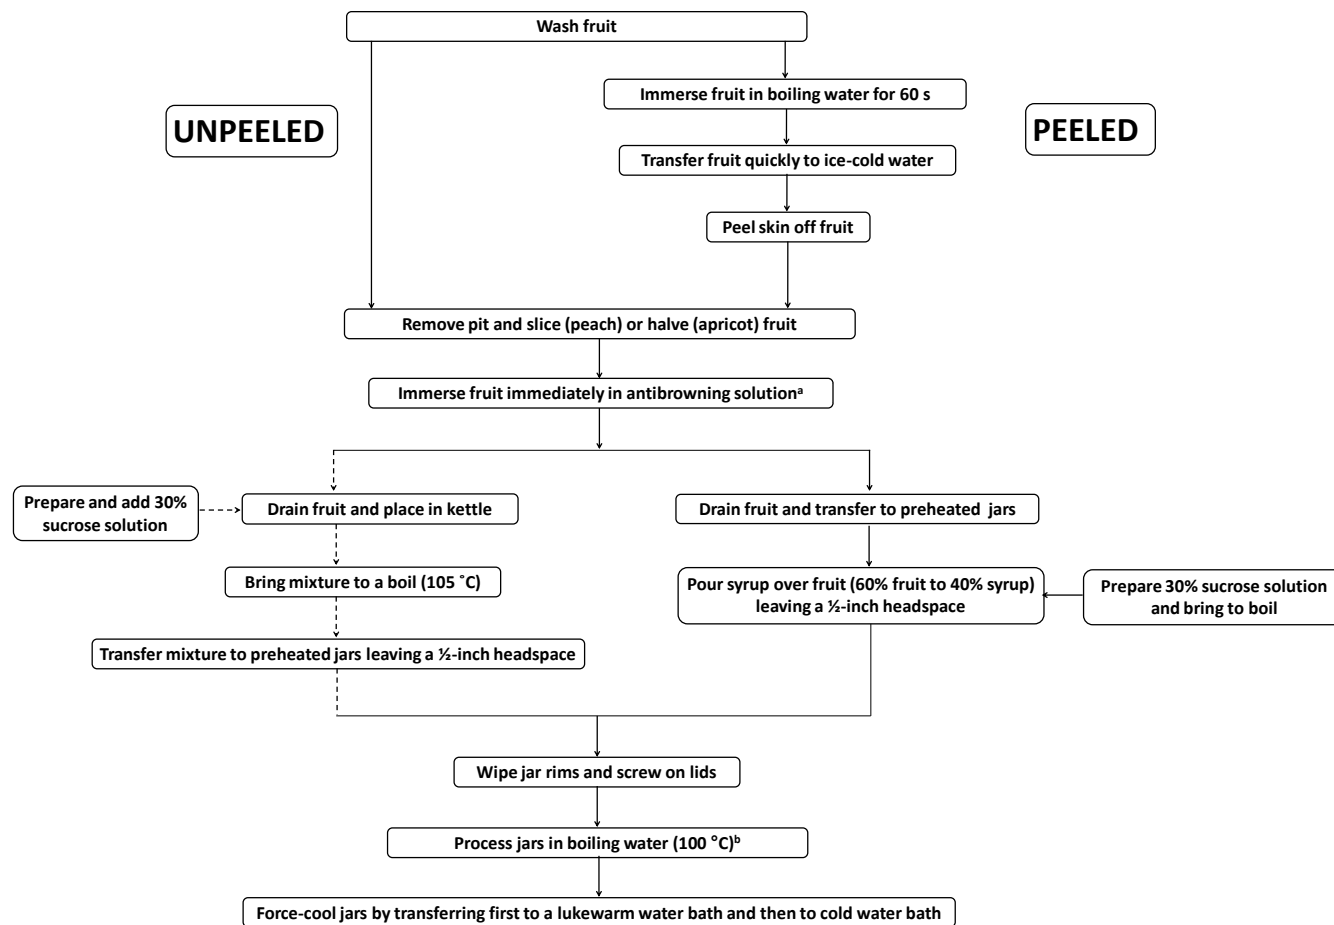 Wash fruit
Immerse fruit in boiling water for 60 s
UNPEELED
PEELED
Transfer fruit quickly to ice-cold water
Peel skin off fruit
Remove pit and slice (peach) or halve (apricot) fruit
Immerse fruit immediately in antibrowning solutionᵃ
Prepare and add 30%
sucrose solution
Drain fruit and place in kettle
Drain fruit and transfer to preheated jars
Bring mixture to a boil (105 ˚C)
Pour syrup over fruit (60% fruit to 40% syrup)
leaving a ½-inch headspace
Prepare 30% sucrose solution
and bring to boil
Transfer mixture to preheated jars leaving a ½-inch headspace
Wipe jar rims and screw on lids
Process jars in boiling water (100 °C)ᵇ
Force-cool jars by transferring first to a lukewarm water bath and then to cold water bath